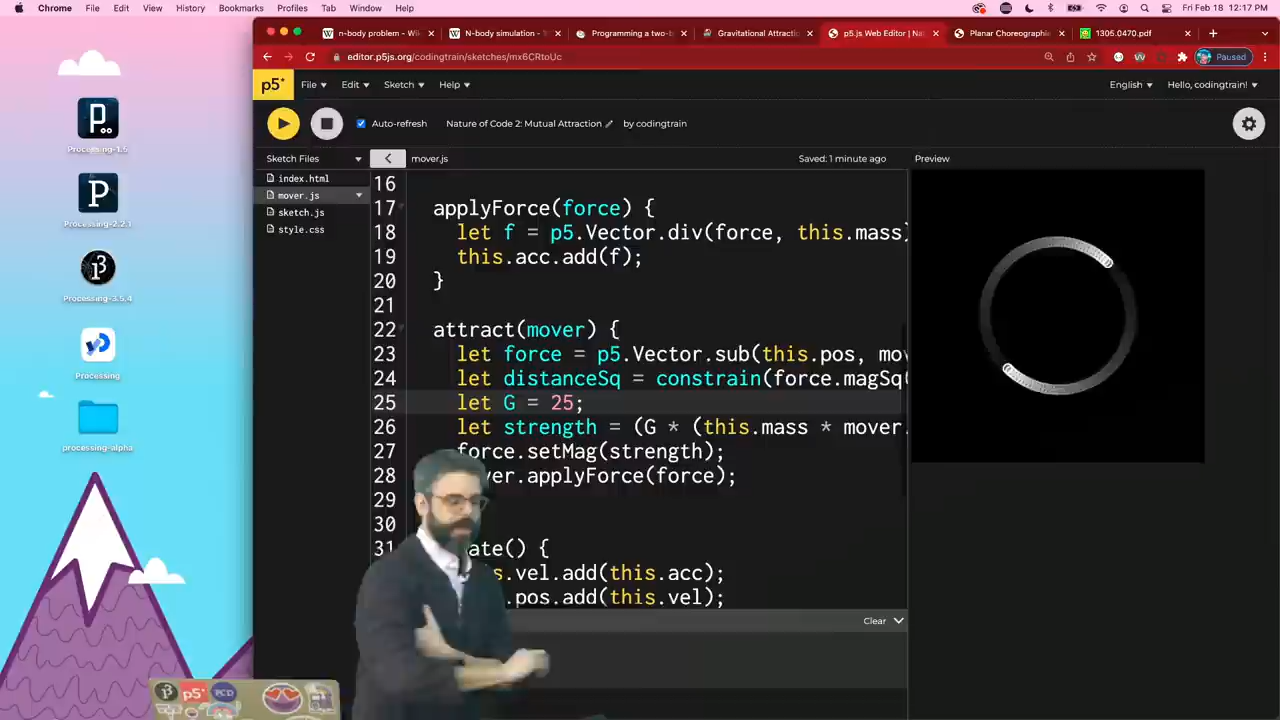 Chrome File Edit View History Bookmarks Profiles Tab Window Help Fri Feb 18 12:17 PM
n-body problem – Wi
N-body simulation -
Programming a two-b
Gravitational Attractio
p5.js Web Editor | Na
Planar Choreographie
1306.0470.pdf
editor.p5js.org/codingtrain/sketches/mx6CRtoUc
Paused
p5* File Edit Sketch Help English Hello, codingtrain!
Auto-refresh Nature of Code 2: Mutual Attraction by codingtrain
Sketch Files mover.js Saved: 1 minute ago Preview
index.html
mover.js
sketch.js
style.css
16
17 applyForce(force) {
18 let f = p5.Vector.div(force, this.mass)
19 this.acc.add(f);
20 }
21
22 attract(mover) {
23 let force = p5.Vector.sub(this.pos, mov
24 let distanceSq = constrain(force.magSq(
25 let G = 25;
26 let strength = (G * (this.mass * mover.
27 force.setMag(strength);
28 ver.applyForce(force);
29
30
31 ate() {
s.vel.add(this.acc);
.pos.add(this.vel);
Clear
Processing-1.5
Processing-2.2.1
Processing-3.5.4
Processing
processing-alpha
p5*
PCD